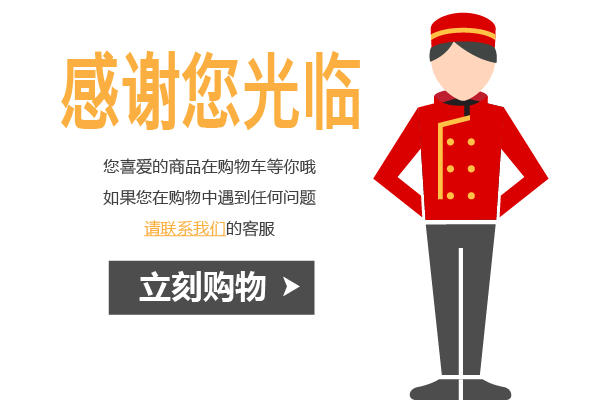 感谢您光临
您喜爱的商品在购物车等你哦
如果您在购物中遇到任何问题
请联系我们的客服
立刻购物